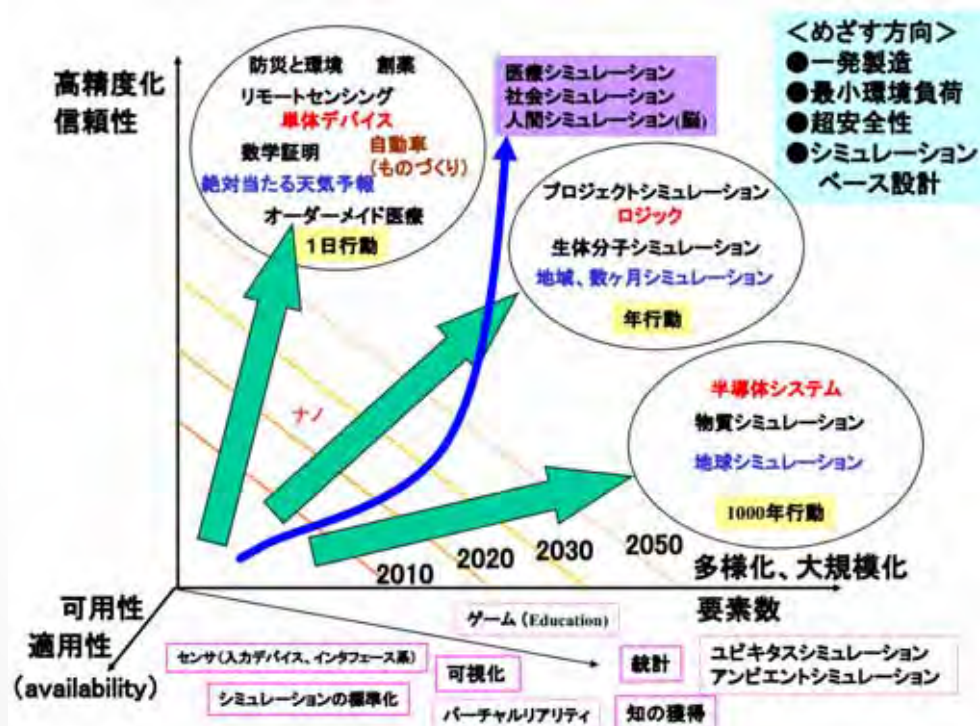 高精度化
信頼性
防災と環境 創薬
リモートセンシング
単体デバイス
数学証明
自動車
(ものづくり)
絶対当たる天気予報
オーダーメイド医療
1日行動
医療シミュレーション
社会シミュレーション
人間シミュレーション(脳)
<めざす方向>
●一発製造
●最小環境負荷
●超安全性
●シミュレーション
ベース設計
プロジェクトシミュレーション
ロジック
生体分子シミュレーション
地域、数ヶ月シミュレーション
年行動
半導体システム
物質シミュレーション
地球シミュレーション
1000年行動
ナノ
2010
2020
2030
2050
多様化、大規模化
要素数
可用性
適用性
(availability)
ゲーム(Education)
センサ(入力デバイス、インタフェース系)
可視化
統計
ユビキタスシミュレーション
アンビエントシミュレーション
シミュレーションの標準化
バーチャルリアリティ
知の獲得